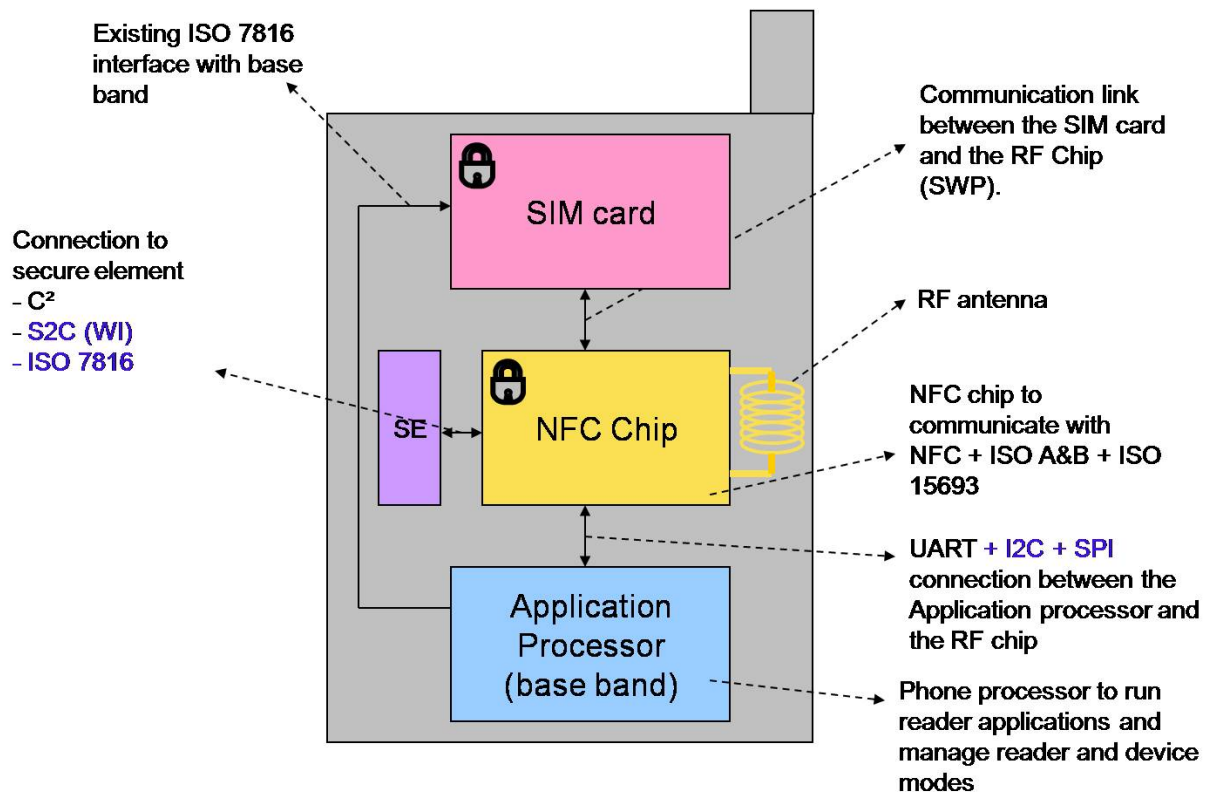 Existing ISO 7816
interface with base
band
Communication link
between the SIM card
and the RF Chip
(SWP).
SIM card
Connection to
secure element
- C²
- S2C (WI)
- ISO 7816
RF antenna
SE
NFC Chip
NFC chip to
communicate with
NFC + ISO A&B + ISO
15693
UART + I2C + SPI
connection between the
Application processor and
the RF chip
Application
Processor
(base band)
Phone processor to run
reader applications and
manage reader and device
modes